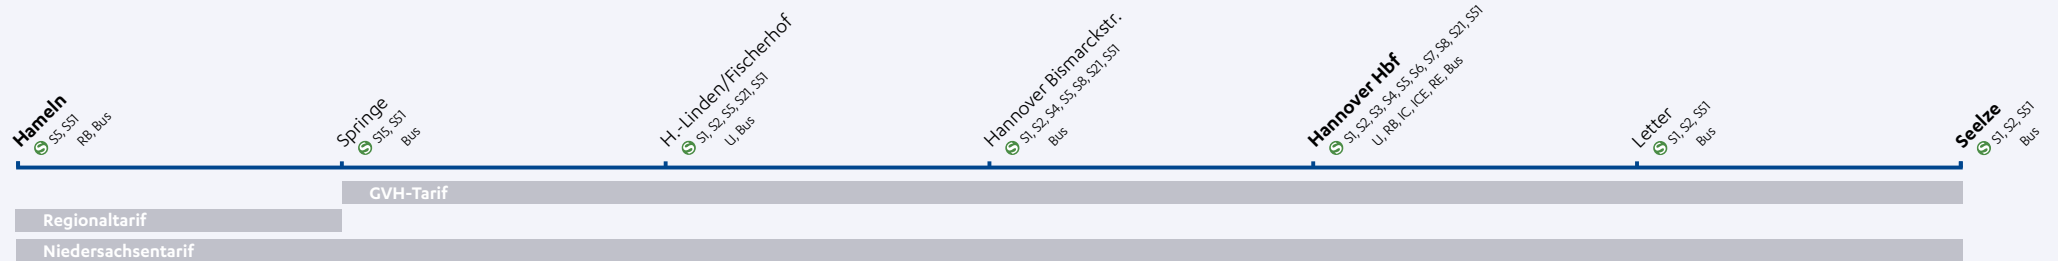 Hameln
S5, S51
RB, Bus
Springe
S15, S51
Bus
H.-Linden/Fischerhof
S1, S2, S5, S21, S51
U, Bus
Hannover Bismarckstr.
S1, S2, S4, S5, S8, S21, S51
Bus
Hannover Hbf
S1, S2, S3, S4, S5, S6, S7, S8, S21, S51
U, RB, IC, ICE, RE, Bus
Letter
S1, S2, S51
Bus
Seelze
S1, S2, S51
Bus
GVH-Tarif
Regionaltarif
Niedersachsentarif